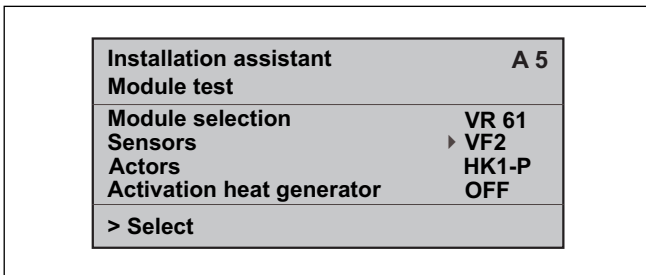 Installation assistant A 5
Module test
Module selection VR 61
Sensors VF2
Actors HK1-P
Activation heat generator OFF
> Select